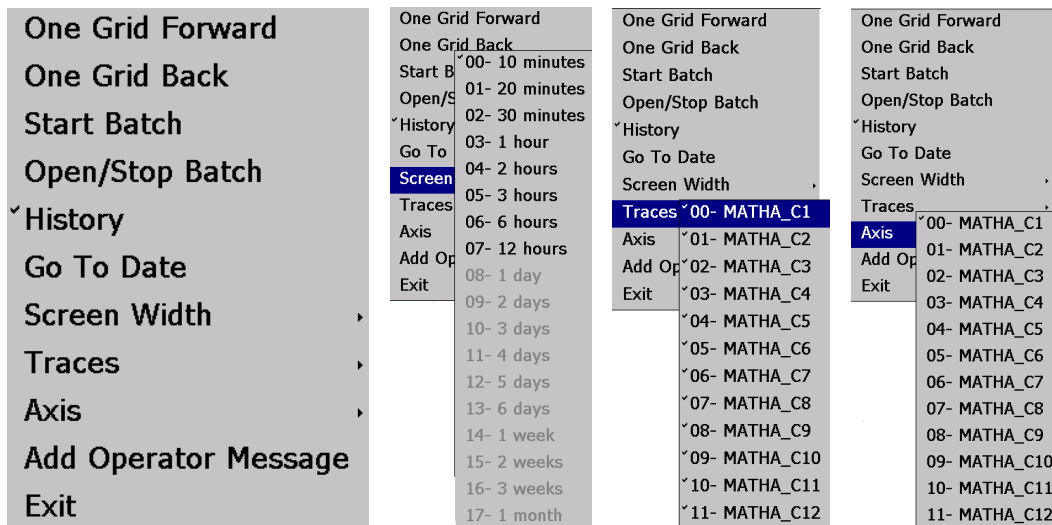 One Grid Forward
One Grid Back
Start Batch
Open/Stop Batch
History
Go To Date
Screen Width
Traces
Axis
Add Operator Message
Exit
One Grid Forward
One Grid Back
Start B
Open/S
History
Go To
Screen
Traces
Axis
Add Op
Exit
00- 10 minutes
01- 20 minutes
02- 30 minutes
03- 1 hour
04- 2 hours
05- 3 hours
06- 6 hours
07- 12 hours
08- 1 day
09- 2 days
10- 3 days
11- 4 days
12- 5 days
13- 6 days
14- 1 week
15- 2 weeks
16- 3 weeks
17- 1 month
One Grid Forward
One Grid Back
Start Batch
Open/Stop Batch
History
Go To Date
Screen Width
Traces
Axis
Add Op
Exit
00- MATHA_C1
01- MATHA_C2
02- MATHA_C3
03- MATHA_C4
04- MATHA_C5
05- MATHA_C6
06- MATHA_C7
07- MATHA_C8
08- MATHA_C9
09- MATHA_C10
10- MATHA_C11
11- MATHA_C12
One Grid Forward
One Grid Back
Start Batch
Open/Stop Batch
History
Go To Date
Screen Width
Traces
Axis
Add Op
Exit
00- MATHA_C1
01- MATHA_C2
02- MATHA_C3
03- MATHA_C4
04- MATHA_C5
05- MATHA_C6
06- MATHA_C7
07- MATHA_C8
08- MATHA_C9
09- MATHA_C10
10- MATHA_C11
11- MATHA_C12